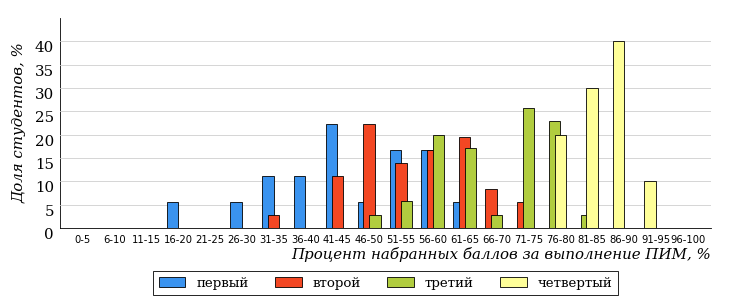 Доля студентов, %
40
35
30
25
20
15
10
5
0
0-5 6-10 11-15 16-20 21-25 26-30 31-35 36-40 41-45 46-50 51-55 56-60 61-65 66-70 71-75 76-80 81-85 86-90 91-95 96-100
Процент набранных баллов за выполнение ПИМ, %
первый второй третий четвертый